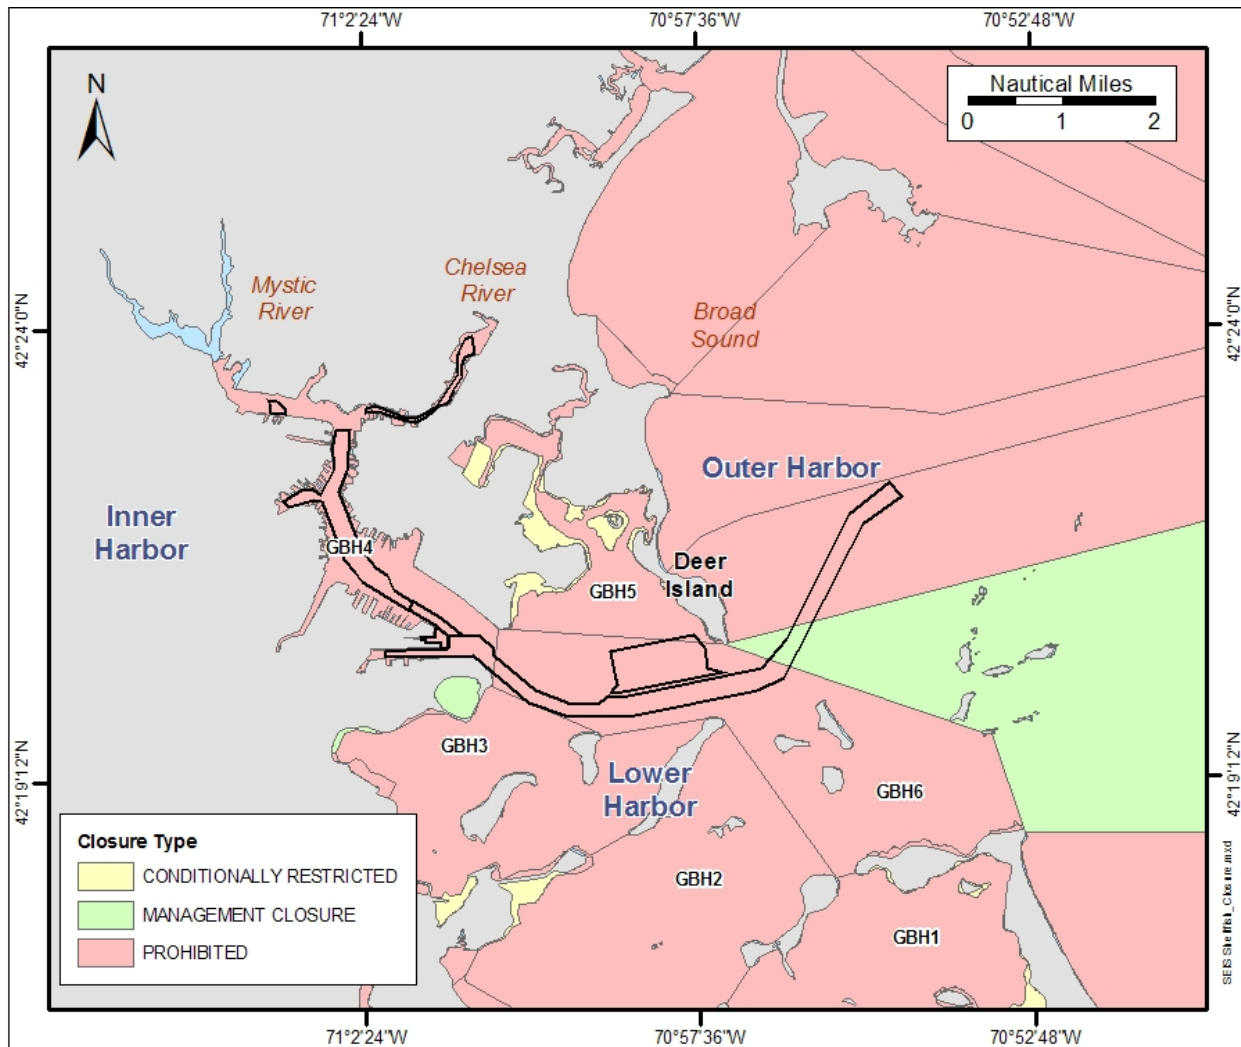 71°2'24"W
70°57'36"W
70°52'48"W
N
Nautical Miles
0 1 2
42°24'0"N
42°24'0"N
Mystic
River
Chelsea
River
Broad
Sound
Outer Harbor
Inner
Harbor
GBH4
Deer
Island
GBH5
GBH3
Lower
Harbor
GBH6
42°19'12"N
42°19'12"N
GBH2
GBH1
Closure Type
CONDITIONALLY RESTRICTED
MANAGEMENT CLOSURE
PROHIBITED
SEIS Shellfish_Closure.mxd
71°2'24"W
70°57'36"W
70°52'48"W